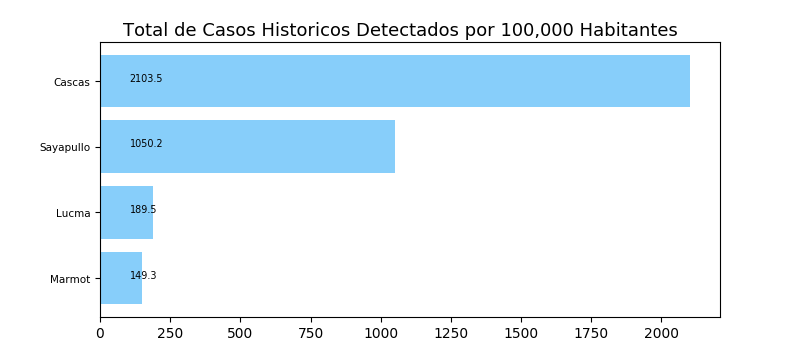 Total de Casos Historicos Detectados por 100,000 Habitantes
Cascas 2103.5
Sayapullo 1050.2
Lucma 189.5
Marmot 149.3
0 250 500 750 1000 1250 1500 1750 2000